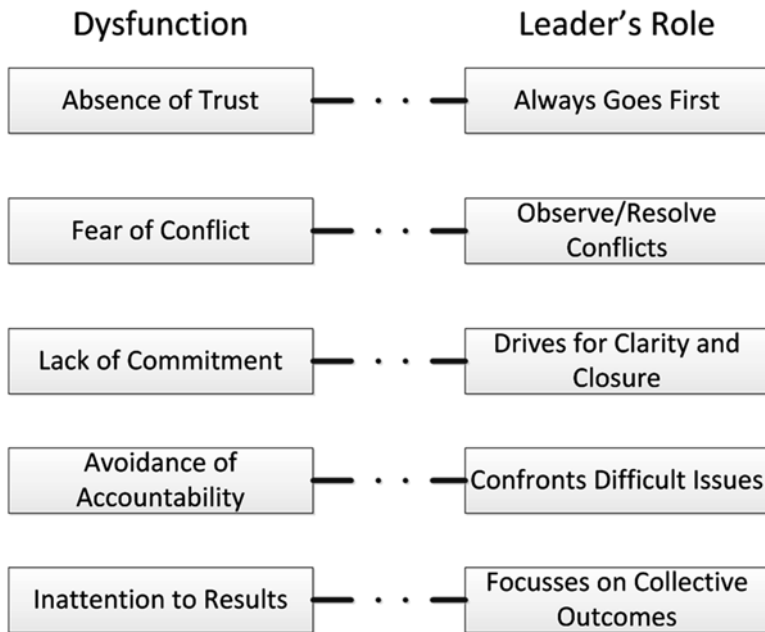 Dysfunction
Leader's Role
Absence of Trust
Always Goes First
Fear of Conflict
Observe/Resolve
Conflicts
Lack of Commitment
Drives for Clarity and
Closure
Avoidance of
Accountability
Confronts Difficult Issues
Inattention to Results
Focusses on Collective
Outcomes